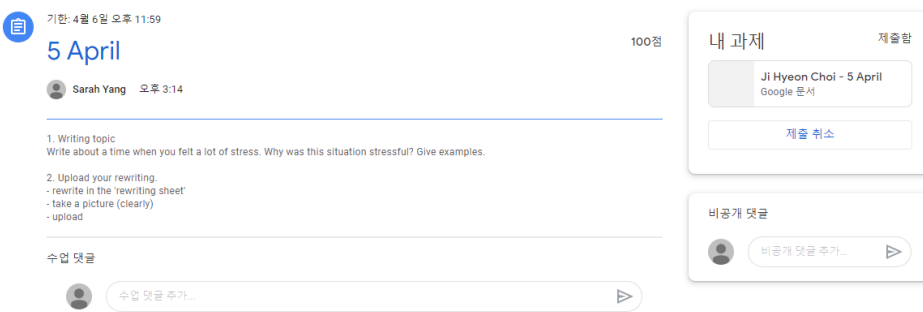 기한: 4월 6일 오후 11:59
5 April
100점
Sarah Yang 오후 3:14
1. Writing topic
Write about a time when you felt a lot of stress. Why was this situation stressful? Give examples.
2. Upload your rewriting.
- rewrite in the 'rewriting sheet'
- take a picture (clearly)
- upload
수업 댓글
수업 댓글 추가...
내 과제
제출함
Ji Hyeon Choi - 5 April
Google 문서
제출 취소
비공개 댓글
비공개 댓글 추가...